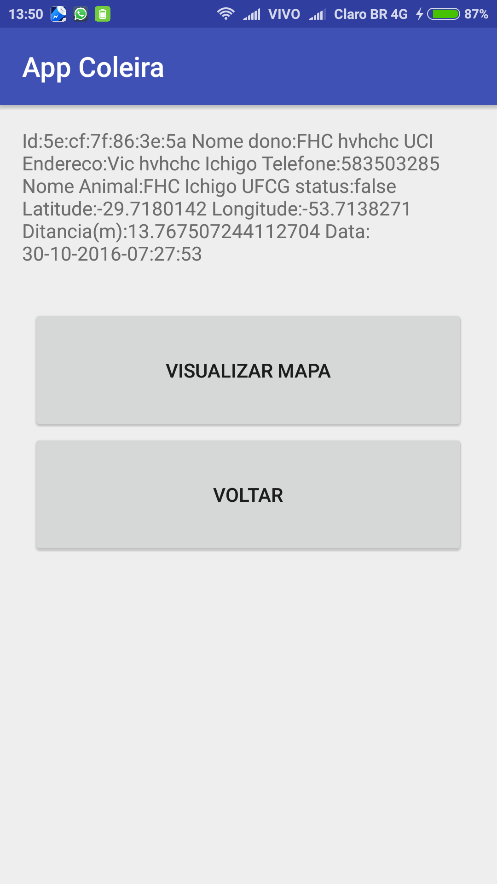 13:50 VIVO Claro BR 4G 87%
App Coleira
Id:5e:cf:7f:86:3e:5a Nome dono:FHC hvhchc UCI
Endereco:Vic hvhchc Ichigo Telefone:583503285
Nome Animal:FHC Ichigo UFCG status:false
Latitude:-29.7180142 Longitude:-53.7138271
Ditancia(m):13.767507244112704 Data:
30-10-2016-07:27:53
VISUALIZAR MAPA
VOLTAR